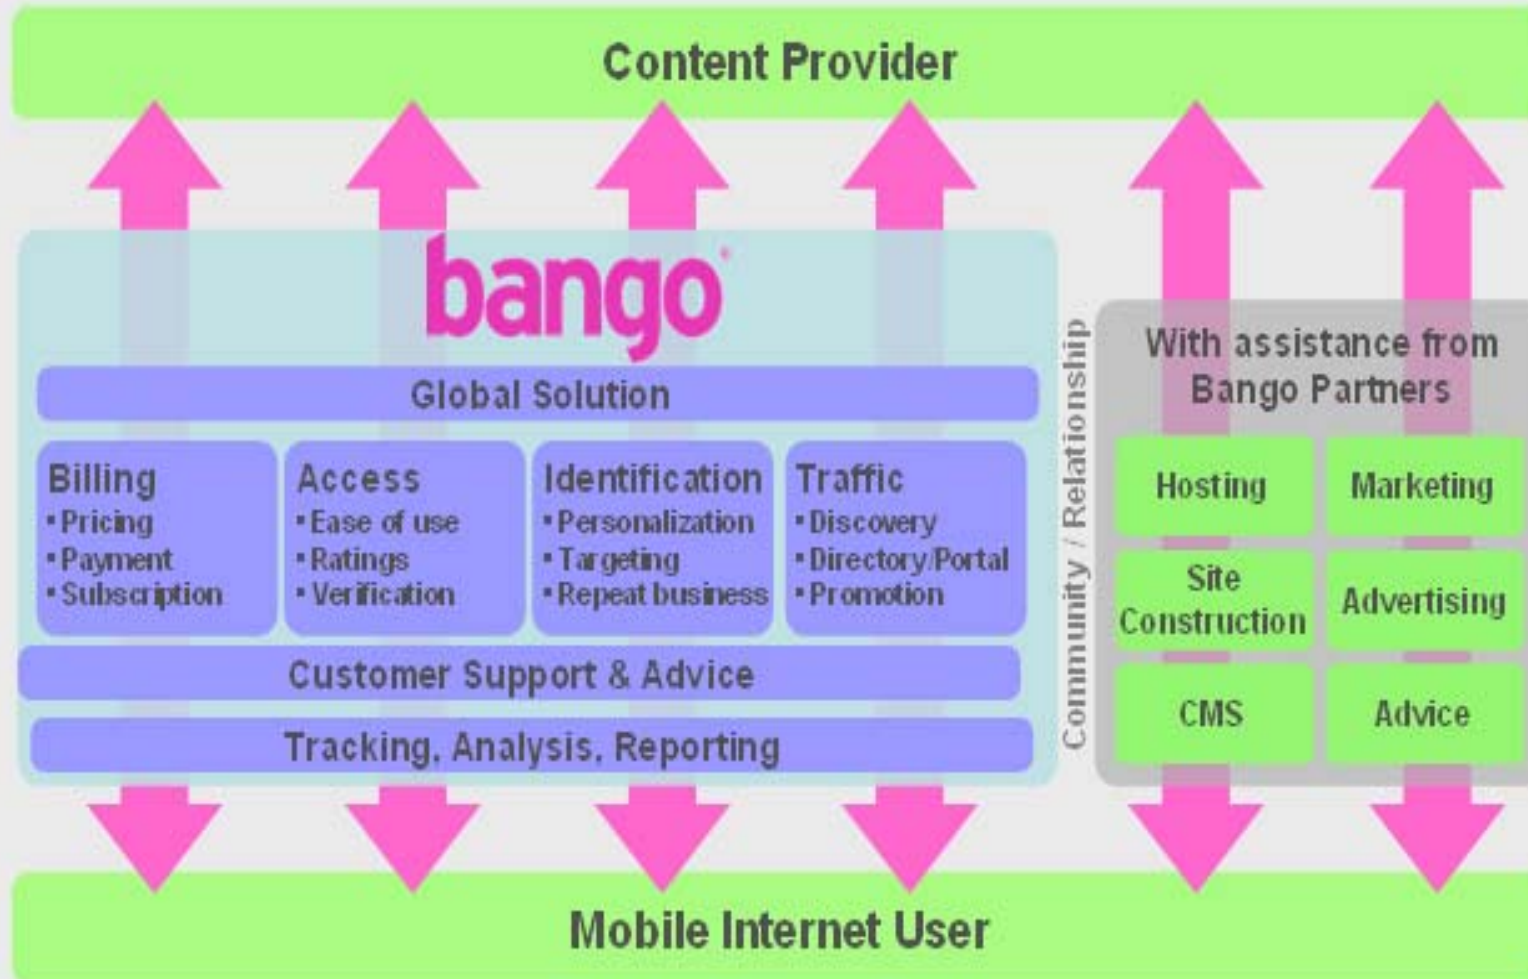 Content Provider
bango
Global Solution
Billing
▪ Pricing
▪ Payment
▪ Subscription
Access
▪ Ease of use
▪ Ratings
▪ Verification
Identification
▪ Personalization
▪ Targeting
▪ Repeat business
Traffic
▪ Discovery
▪ Directory/Portal
▪ Promotion
Customer Support & Advice
Tracking, Analysis, Reporting
Community / Relationship
With assistance from
Bango Partners
Hosting
Marketing
Site
Construction
Advertising
CMS
Advice
Mobile Internet User